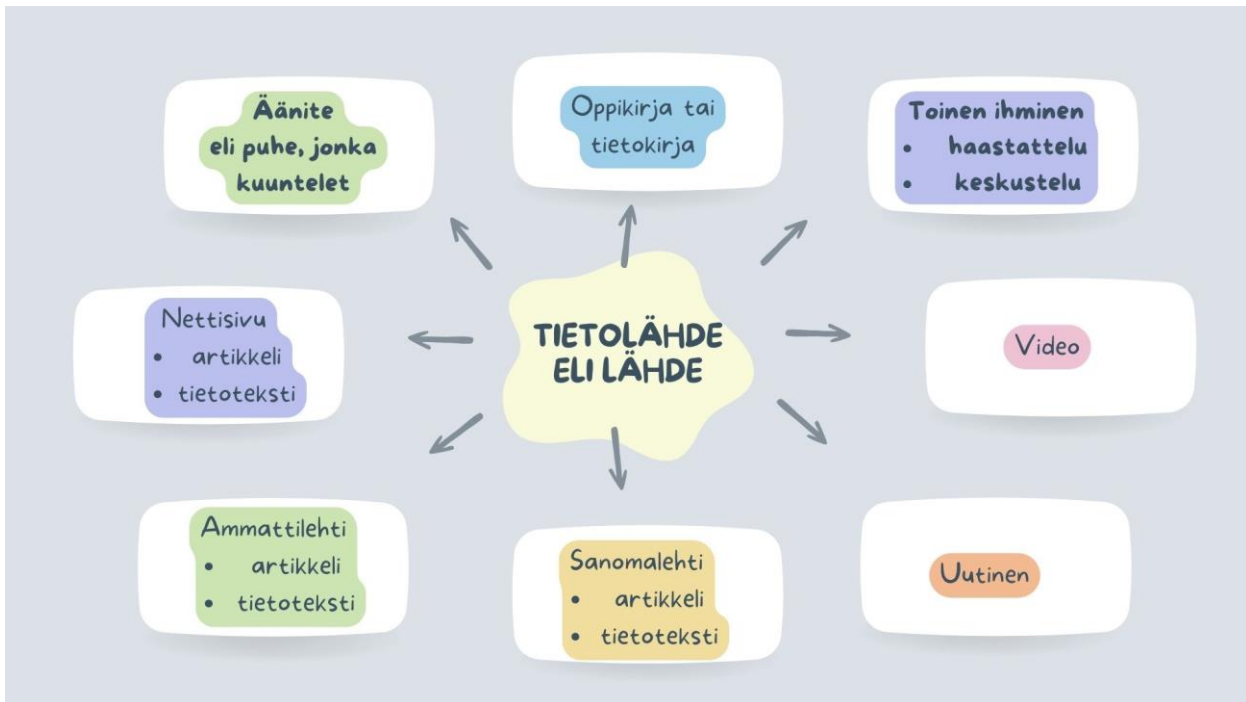 Äänite
eli puhe, jonka
kuuntelet
Oppikirja tai
tietokirja
Toinen ihminen
• haastattelu
• keskustelu
Nettisivu
• artikkeli
• tietoteksti
TIETOLÄHDE
ELI LÄHDE
Video
Ammattilehti
• artikkeli
• tietoteksti
Sanomalehti
• artikkeli
• tietoteksti
Uutinen